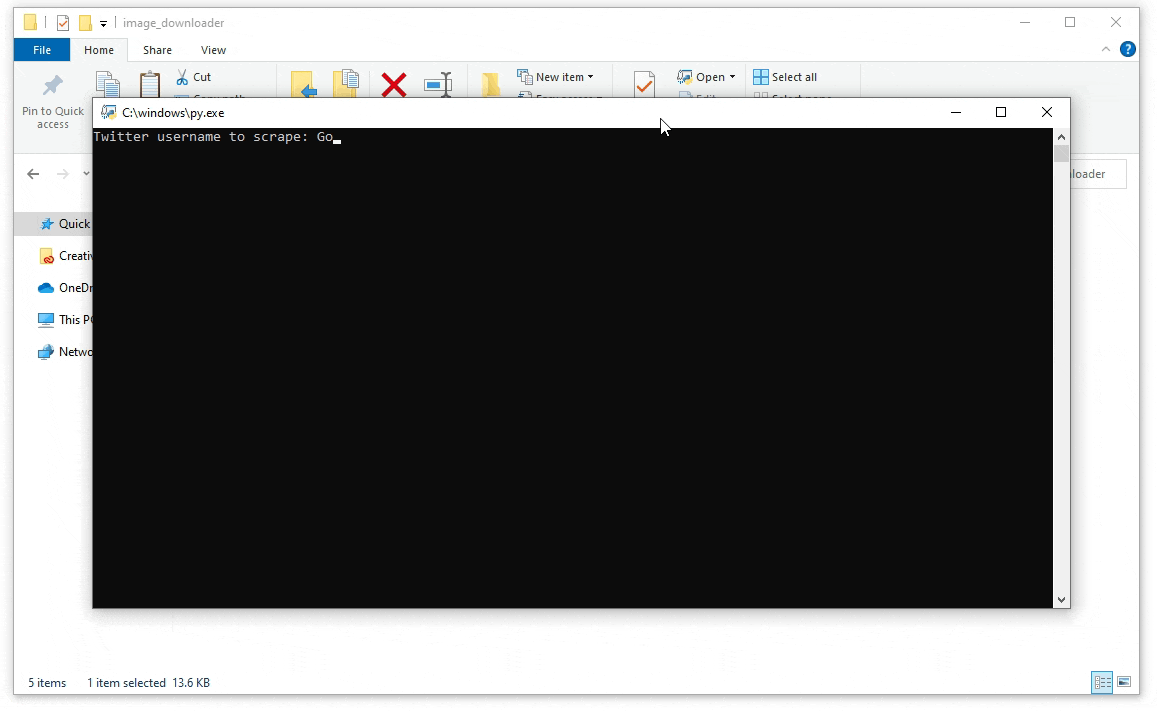 image_downloader
File Home Share View
Cut New item Open Select all
Pin to Quick
access
C:\windows\py.exe
Twitter username to scrape: Go
loader
Quick
Creativ
OneDr
This P
Netwo
5 items 1 item selected 13.6 KB